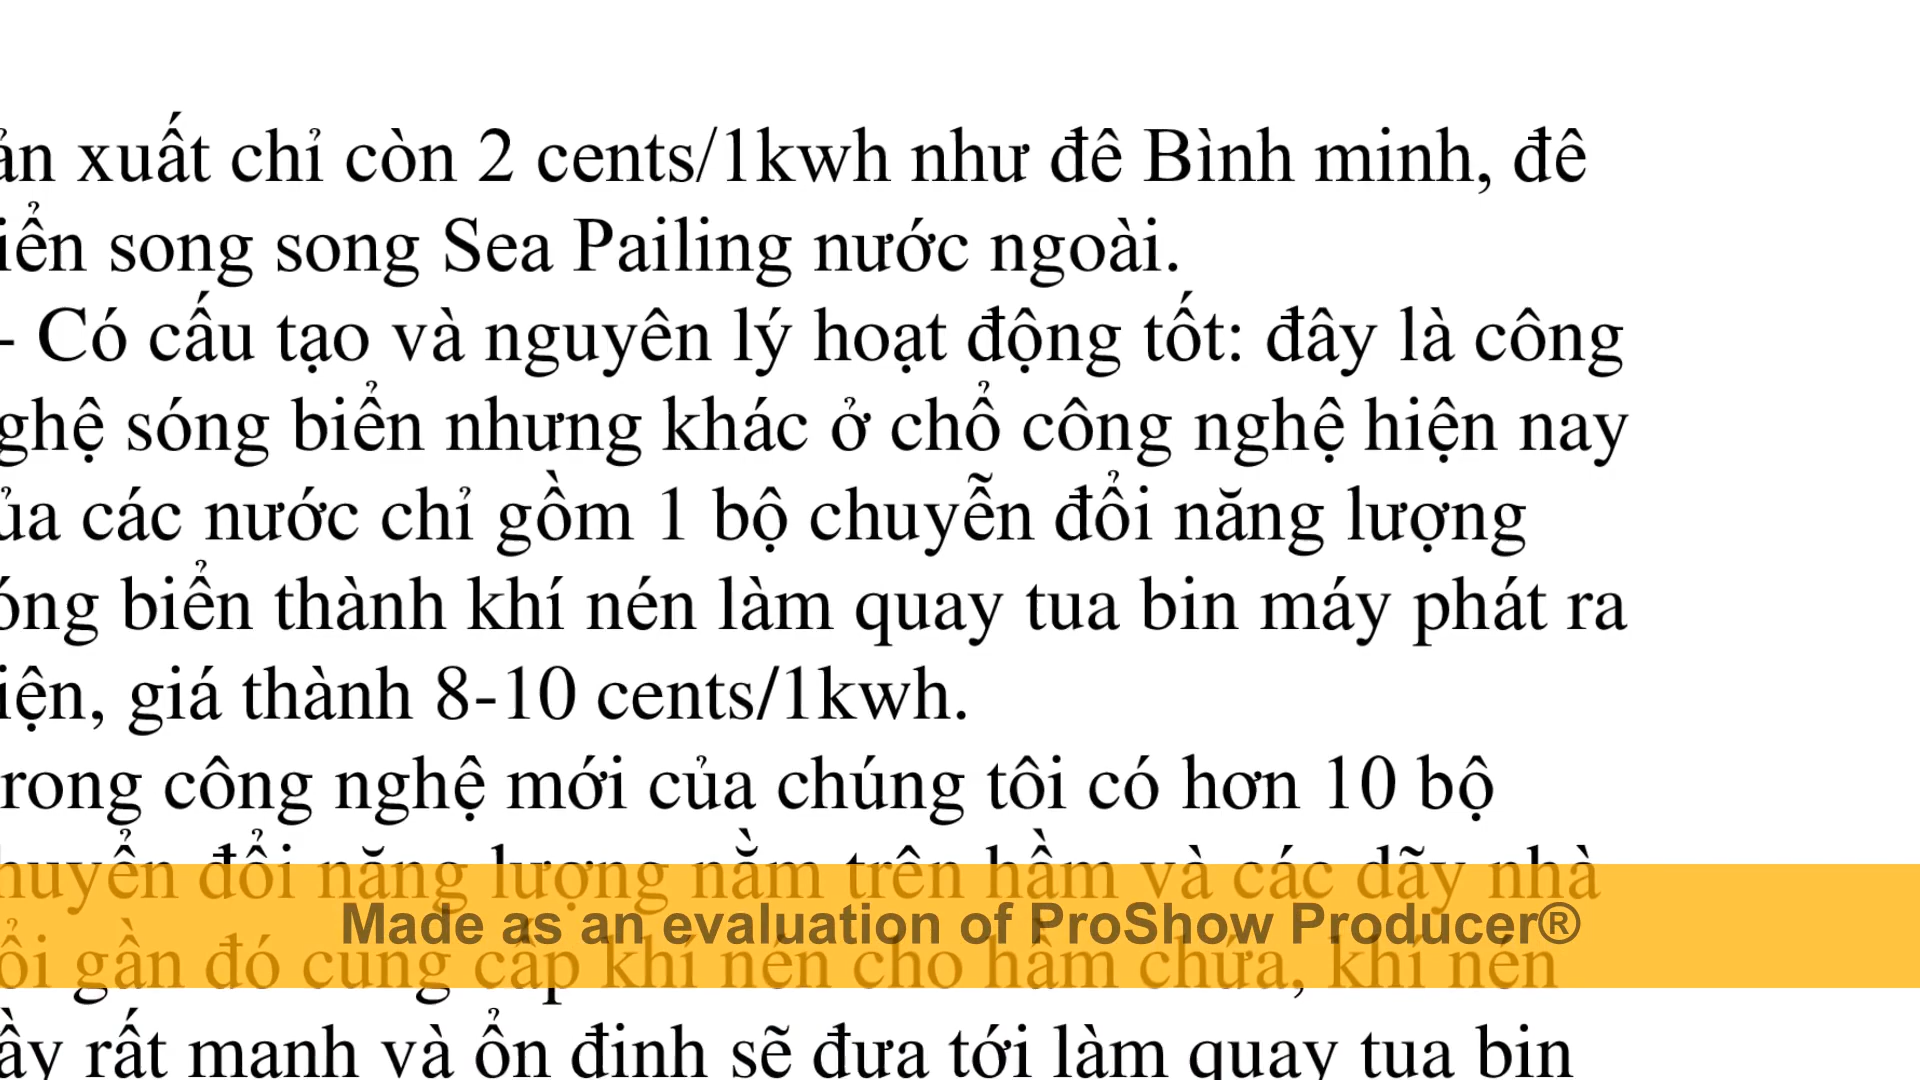 ản xuất chỉ còn 2 cents/1kwh như đê Bình minh, đê
iển song song Sea Pailing nước ngoài.
- Có cấu tạo và nguyên lý hoạt động tốt: đây là công
ghệ sóng biển nhưng khác ở chổ công nghệ hiện nay
ủa các nước chỉ gồm 1 bộ chuyễn đổi năng lượng
óng biển thành khí nén làm quay tua bin máy phát ra
iện, giá thành 8-10 cents/1kwh.
rong công nghệ mới của chúng tôi có hơn 10 bộ
huyển đổi năng lượng nằm trên hầm và các dãy nhà
Made as an evaluation of ProShow Producer®
ổi gần đó cung cấp khí nén cho hầm chứa, khí nén
ầy rất mạnh và ổn định sẽ đưa tới làm quay tua bin